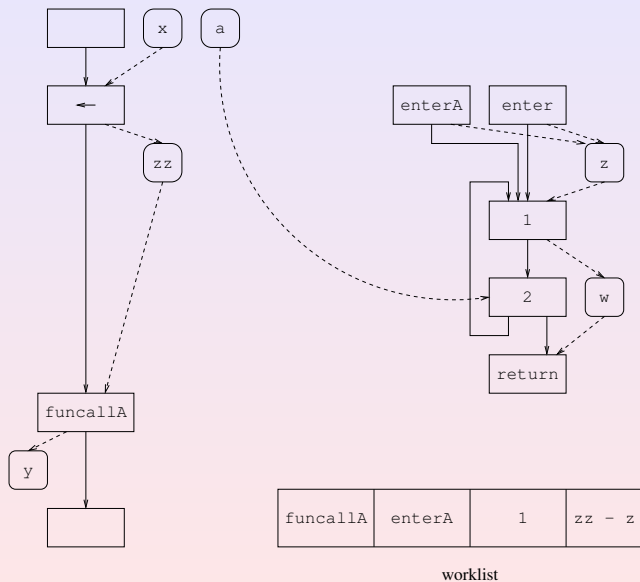 x
a
←
enterA
enter
zz
z
1
2
w
return
funcallA
y
funcallA
enterA
1
zz - z
worklist